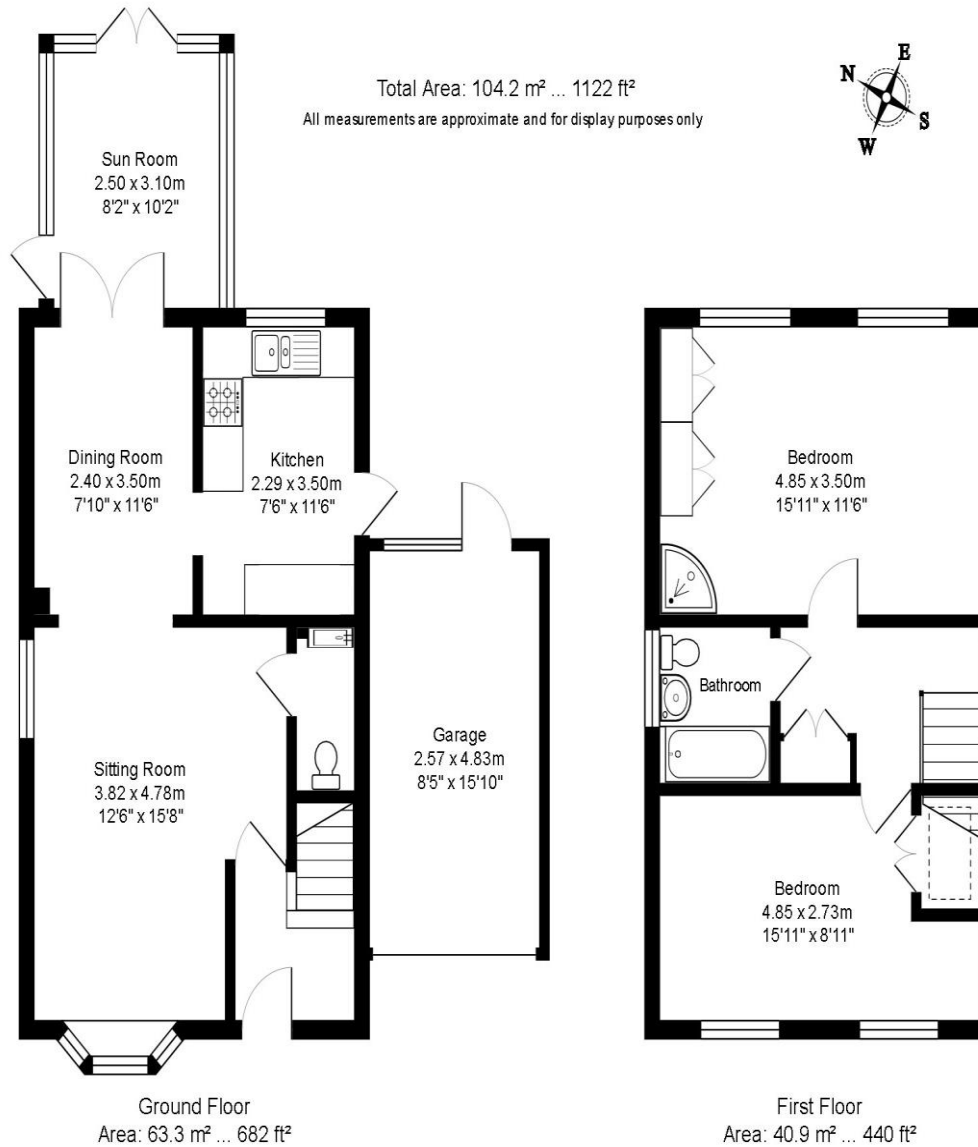 Total Area: 104.2 m² ... 1122 ft²
All measurements are approximate and for display purposes only
N
E
S
W
Sun Room
2.50 x 3.10m
8'2" x 10'2"
Dining Room
2.40 x 3.50m
7'10" x 11'6"
Kitchen
2.29 x 3.50m
7'6" x 11'6"
Sitting Room
3.82 x 4.78m
12'6" x 15'8"
Garage
2.57 x 4.83m
8'5" x 15'10"
Ground Floor
Area: 63.3 m² ... 682 ft²
Bedroom
4.85 x 3.50m
15'11" x 11'6"
Bathroom
Bedroom
4.85 x 2.73m
15'11" x 8'11"
First Floor
Area: 40.9 m² ... 440 ft²